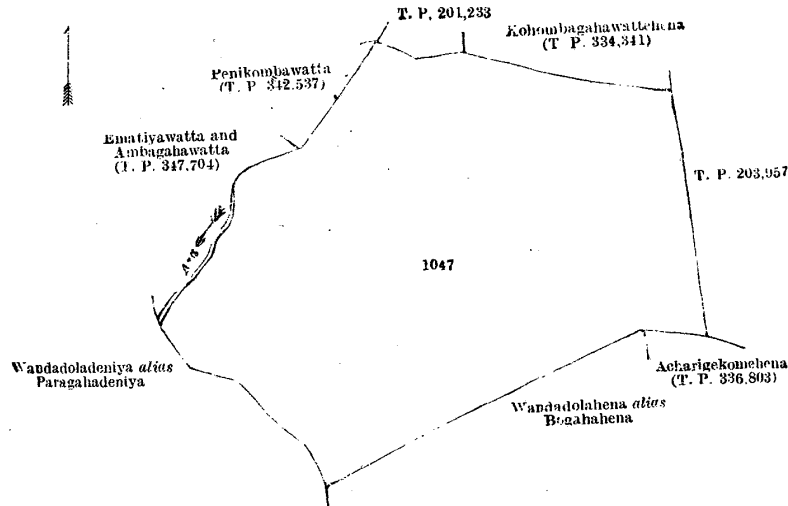 T. P. 201,233
Kohombagahawattehena
(T. P. 334,341)
Penikombawatta
(T. P. 342,537)
Ematiyawatta and
Ambagahawatta
(T. P. 347,704)
T. P. 203,957
1047
Wandadoladeniya alias
Paragahadeniya
Acharigekomehena
(T. P. 336,803)
Wandadolahena alias
Bogahahena